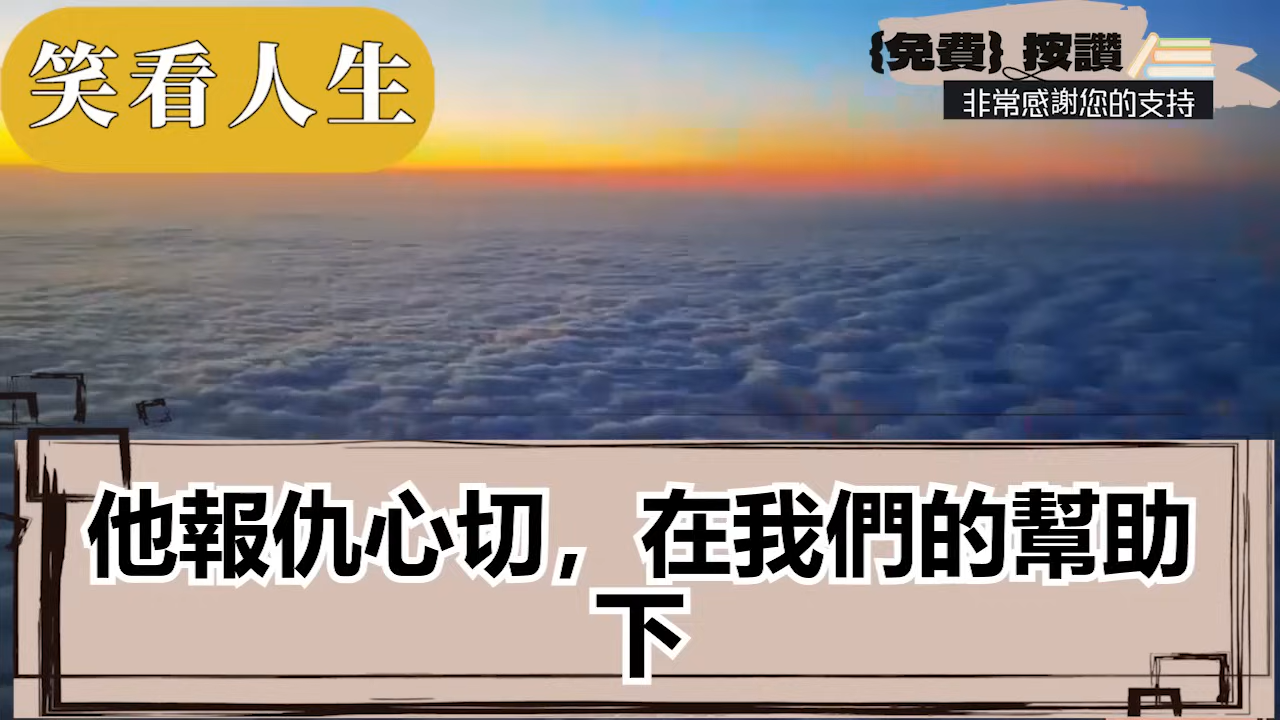 笑看人生
{免費} 按讚
非常感謝您的支持
他報仇心切，在我們的幫助
下